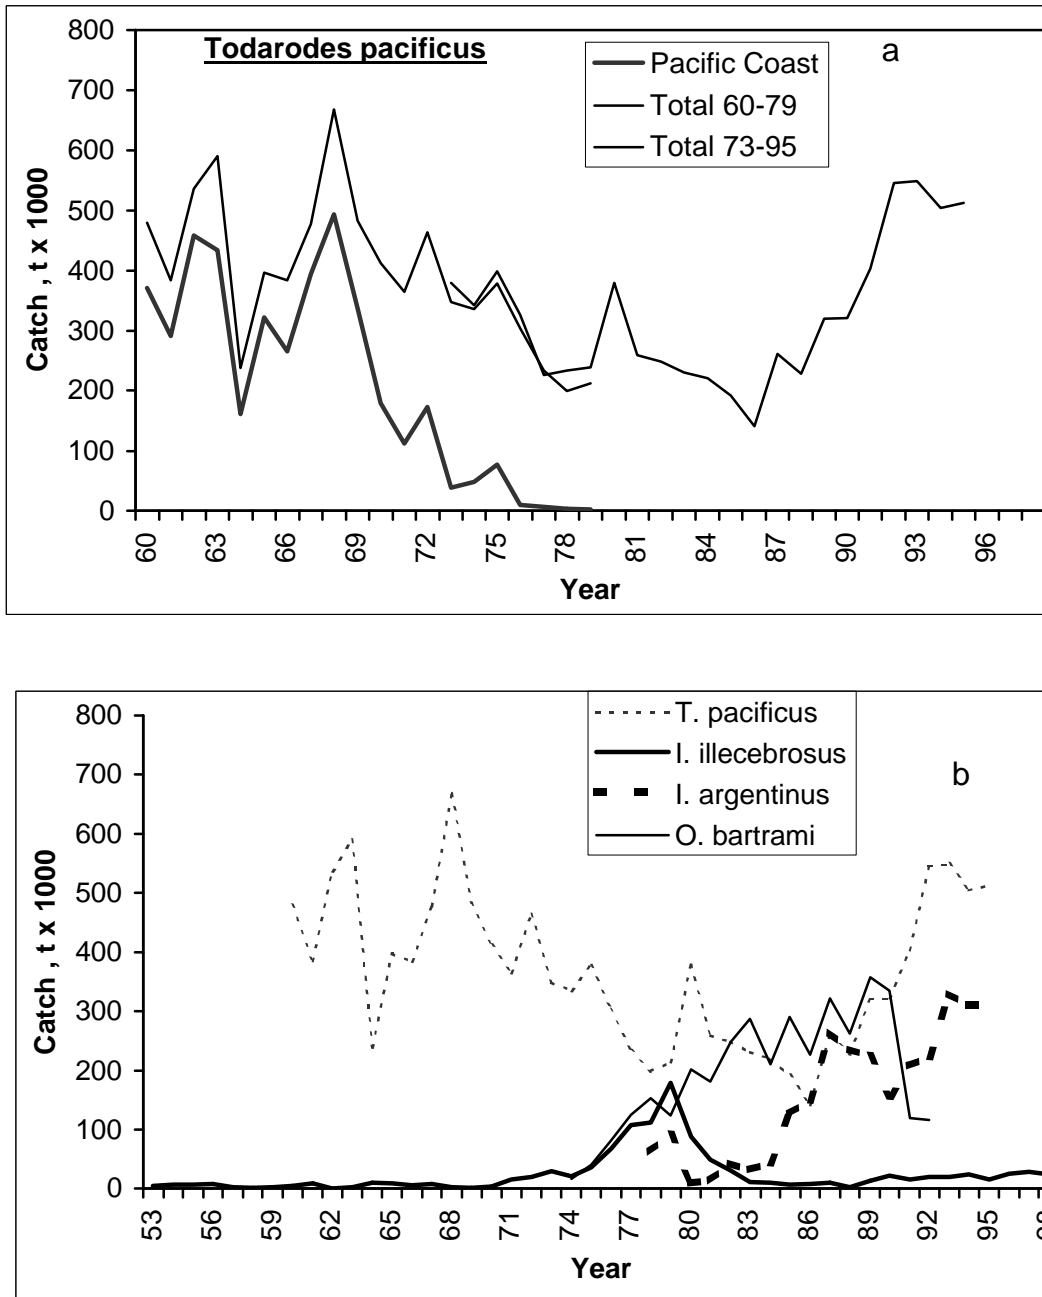 Todarodes pacificus
a
Pacific Coast
Total 60-79
Total 73-95
Catch , t x 1000
800
700
600
500
400
300
200
100
0
60 63 66 69 72 75 78 81 84 87 90 93 96
Year
T. pacificus
I. illecebrosus
I. argentinus
O. bartrami
b
Catch , t x 1000
800
700
600
500
400
300
200
100
0
53 56 59 62 65 68 71 74 77 80 83 86 89 92 95
Year